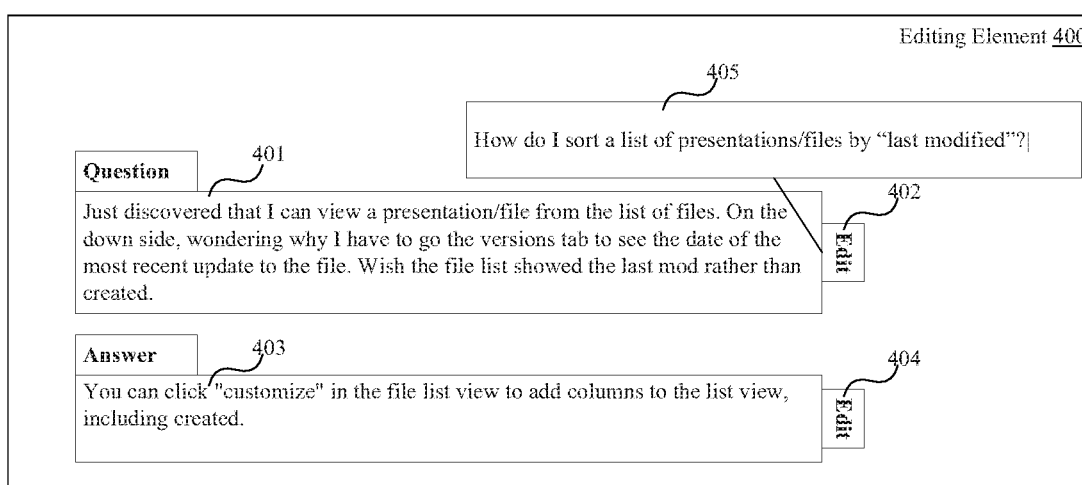 Editing Element 400
405
How do I sort a list of presentations/files by “last modified”?
401
Question
402
Just discovered that I can view a presentation/file from the list of files. On the
down side, wondering why I have to go the versions tab to see the date of the
most recent update to the file. Wish the file list showed the last mod rather than
created.
Edit
Answer
403
404
You can click "customize" in the file list view to add columns to the list view,
including created.
Edit